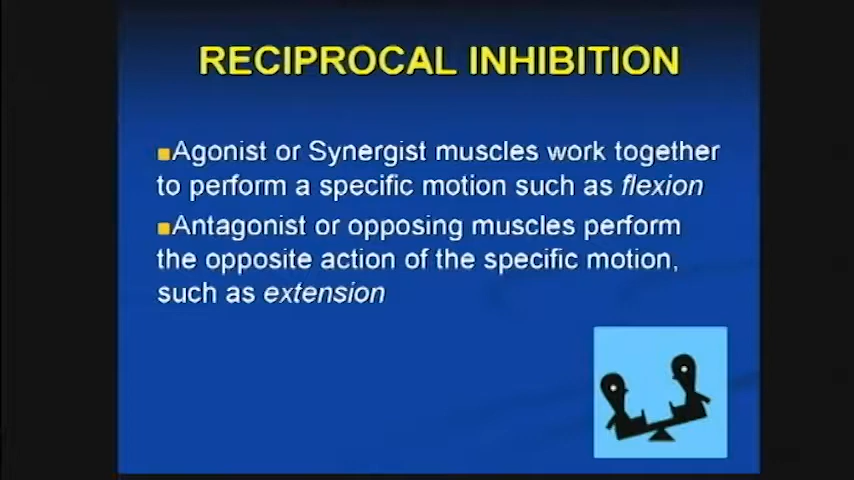 RECIPROCAL INHIBITION
■Agonist or Synergist muscles work together
to perform a specific motion such as flexion
■Antagonist or opposing muscles perform
the opposite action of the specific motion,
such as extension